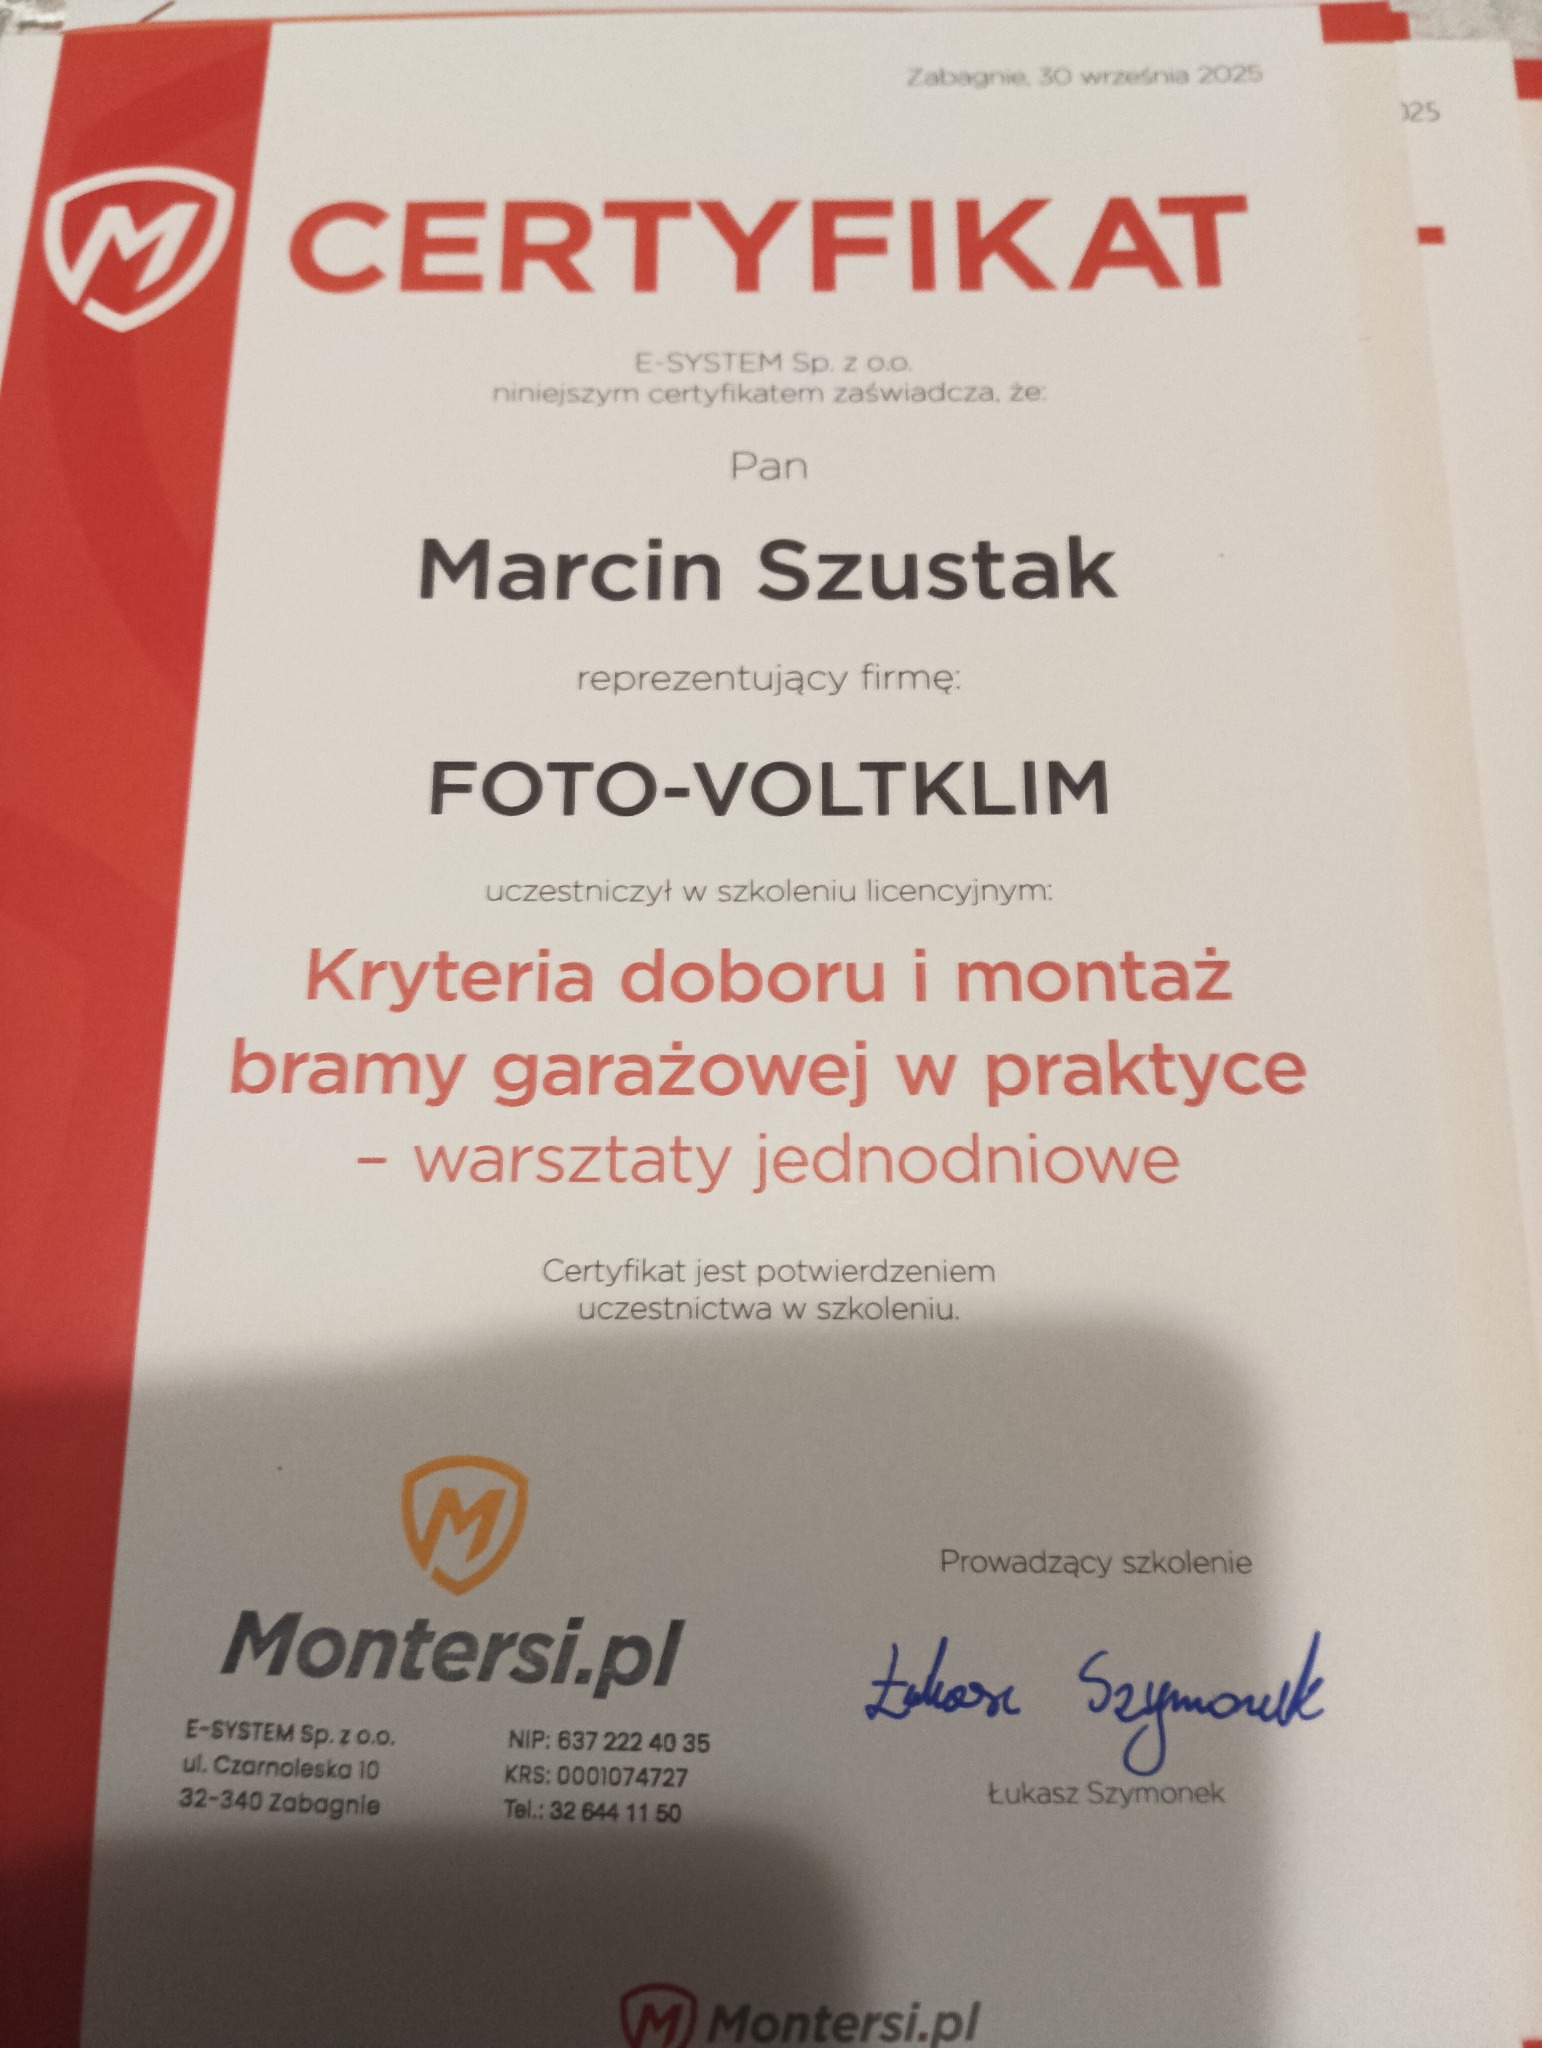 Zabagnie, 30 września 2025
025
CERTYFIKAT
E-SYSTEM Sp. z o.o.
niniejszym certyfikatem zaświadcza, że:
Pan
Marcin Szustak
reprezentujący firmę:
FOTO-VOLTKLIM
uczestniczył w szkoleniu licencyjnym:
Kryteria doboru i montaż
bramy garażowej w praktyce
– warsztaty jednodniowe
Certyfikat jest potwierdzeniem
uczestnictwa w szkoleniu.
Montersi.pl
E-SYSTEM Sp. z o.o.
ul. Czarnoleska 10
32-340 Zabagnie
NIP: 637 222 40 35
KRS: 0001074727
Tel.: 32 644 11 50
Prowadzący szkolenie
Łukasz Szymonek
Łukasz Szymonek
Montersi.pl